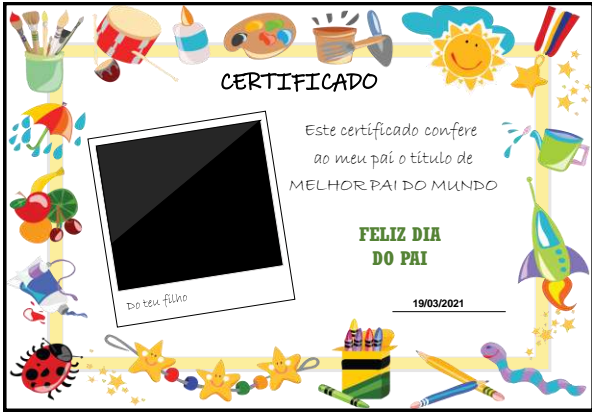 CERTIFICADO
Este certificado confere
ao meu pai o título de
MELHOR PAI DO MUNDO
FELIZ DIA
DO PAI
Do teu filho
19/03/2021